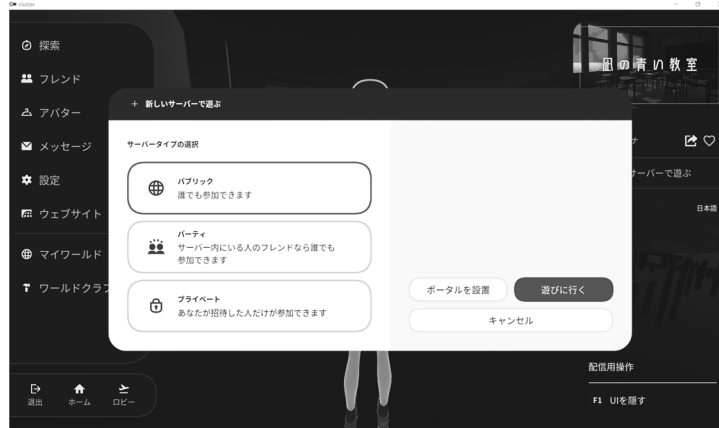 cluster
探索
フレンド
アバター
メッセージ
設定
ウェブサイト
マイワールド
ワールドクラフ
退出
ホーム
ロビー
+ 新しいサーバーで遊ぶ
サーバータイプの選択
パブリック
誰でも参加できます
パーティ
サーバー内にいる人のフレンドなら誰でも
参加できます
プライベート
あなたが招待した人だけが参加できます
ポータルを設置
遊びに行く
キャンセル
凪の青い教室
ナ
サーバーで遊ぶ
日本語
配信用操作
F1 UIを隠す